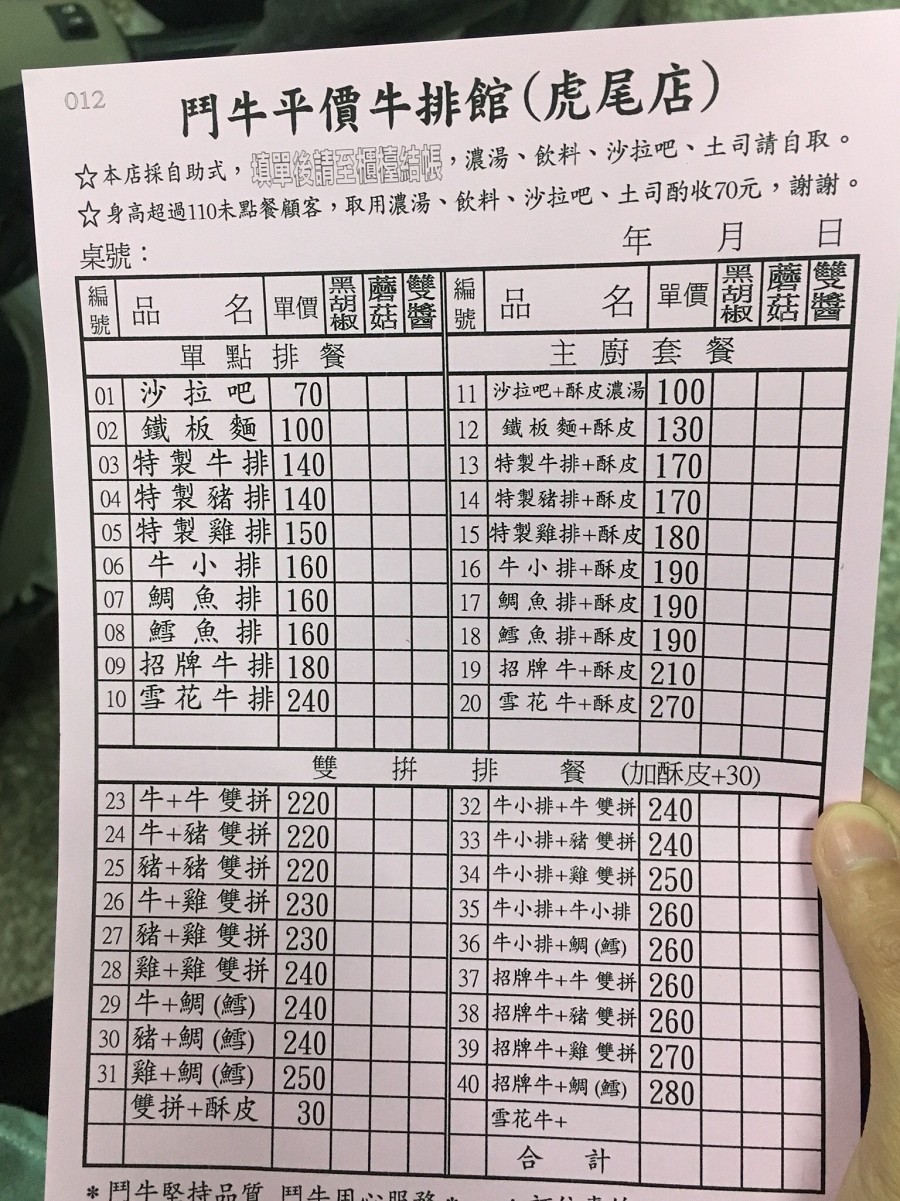 012
鬥牛平價牛排館(虎尾店)
☆本店採自助式，填單後請至櫃檯結帳，濃湯、飲料、沙拉吧、土司請自取。
☆身高超過110未點餐顧客，取用濃湯、飲料、沙拉吧、土司酌收70元，謝謝。
桌號： 年 月 日
編號 品名 單價 黑胡椒 蘑菇 雙醬 編號 品名 單價 黑胡椒 蘑菇 雙醬
單點排餐 主廚套餐
01 沙拉吧 70 11 沙拉吧+酥皮濃湯 100
02 鐵板麵 100 12 鐵板麵+酥皮 130
03 特製牛排 140 13 特製牛排+酥皮 170
04 特製豬排 140 14 特製豬排+酥皮 170
05 特製雞排 150 15 特製雞排+酥皮 180
06 牛小排 160 16 牛小排+酥皮 190
07 鯛魚排 160 17 鯛魚排+酥皮 190
08 鱈魚排 160 18 鱈魚排+酥皮 190
09 招牌牛排 180 19 招牌牛+酥皮 210
10 雪花牛排 240 20 雪花牛+酥皮 270
雙拼排餐 (加酥皮+30)
23 牛+牛 雙拼 220 32 牛小排+牛 雙拼 240
24 牛+豬 雙拼 220 33 牛小排+豬 雙拼 240
25 豬+豬 雙拼 220 34 牛小排+雞 雙拼 250
26 牛+雞 雙拼 230 35 牛小排+牛小排 260
27 豬+雞 雙拼 230 36 牛小排+鯛(鱈) 260
28 雞+雞 雙拼 240 37 招牌牛+牛 雙拼 260
29 牛+鯛(鱈) 240 38 招牌牛+豬 雙拼 260
30 豬+鯛(鱈) 240 39 招牌牛+雞 雙拼 270
31 雞+鯛(鱈) 250 40 招牌牛+鯛(鱈) 280
雙拼+酥皮 30 雪花牛+
合計
*鬥牛堅持品質 鬥牛用心服務*